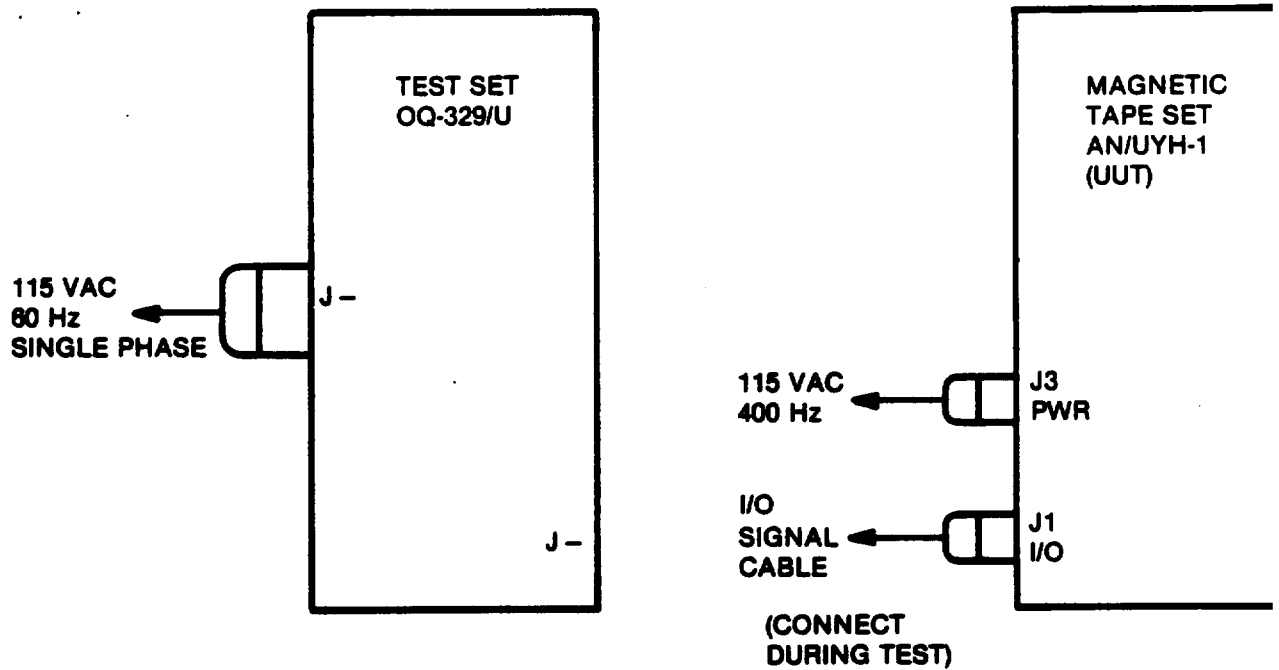 TEST SET
OQ-329/U
115 VAC
60 Hz
SINGLE PHASE
J –
J –
MAGNETIC
TAPE SET
AN/UYH-1
(UUT)
115 VAC
400 Hz
J3
PWR
I/O
SIGNAL
CABLE
J1
I/O
(CONNECT
DURING TEST)